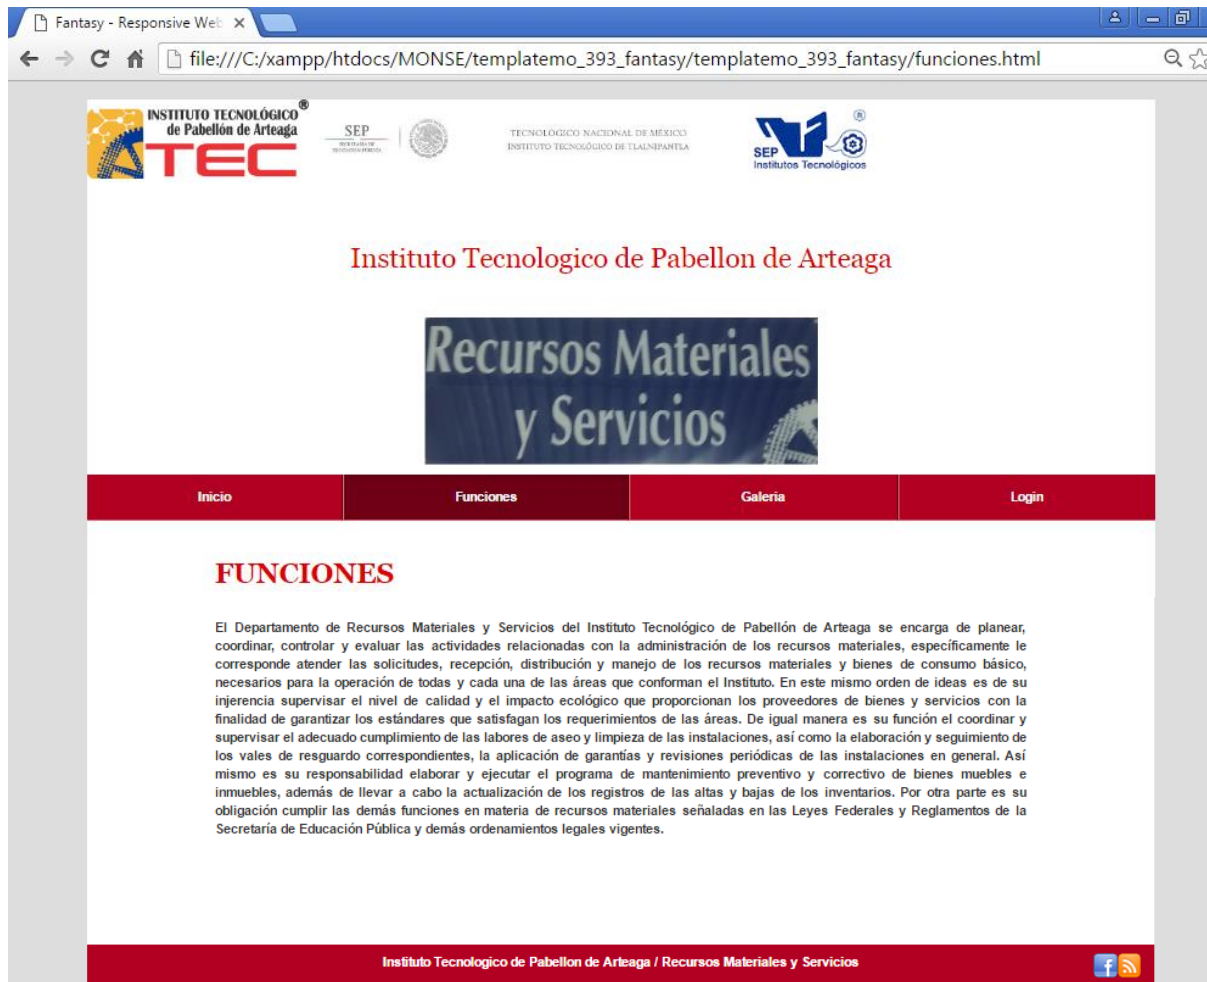 Fantasy - Responsive Web
file:///C:/xampp/htdocs/MONSE/templatemo_393_fantasy/templatemo_393_fantasy/funciones.html
INSTITUTO TECNOLÓGICO®
de Pabellón de Arteaga
TEC
SEP
SECRETARÍA DE
EDUCACIÓN PÚBLICA
TECNOLÓGICO NACIONAL DE MÉXICO
INSTITUTO TECNOLÓGICO DE TLALNEPANTLA
®
SEP
Institutos Tecnológicos
Instituto Tecnologico de Pabellon de Arteaga
Recursos Materiales
y Servicios
Inicio Funciones Galeria Login
FUNCIONES
El Departamento de Recursos Materiales y Servicios del Instituto Tecnológico de Pabellón de Arteaga se encarga de planear,
coordinar, controlar y evaluar las actividades relacionadas con la administración de los recursos materiales, específicamente le
corresponde atender las solicitudes, recepción, distribución y manejo de los recursos materiales y bienes de consumo básico,
necesarios para la operación de todas y cada una de las áreas que conforman el Instituto. En este mismo orden de ideas es de su
injerencia supervisar el nivel de calidad y el impacto ecológico que proporcionan los proveedores de bienes y servicios con la
finalidad de garantizar los estándares que satisfagan los requerimientos de las áreas. De igual manera es su función el coordinar y
supervisar el adecuado cumplimiento de las labores de aseo y limpieza de las instalaciones, así como la elaboración y seguimiento de
los vales de resguardo correspondientes, la aplicación de garantías y revisiones periódicas de las instalaciones en general. Así
mismo es su responsabilidad elaborar y ejecutar el programa de mantenimiento preventivo y correctivo de bienes muebles e
inmuebles, además de llevar a cabo la actualización de los registros de las altas y bajas de los inventarios. Por otra parte es su
obligación cumplir las demás funciones en materia de recursos materiales señaladas en las Leyes Federales y Reglamentos de la
Secretaría de Educación Pública y demás ordenamientos legales vigentes.
Instituto Tecnologico de Pabellon de Arteaga / Recursos Materiales y Servicios